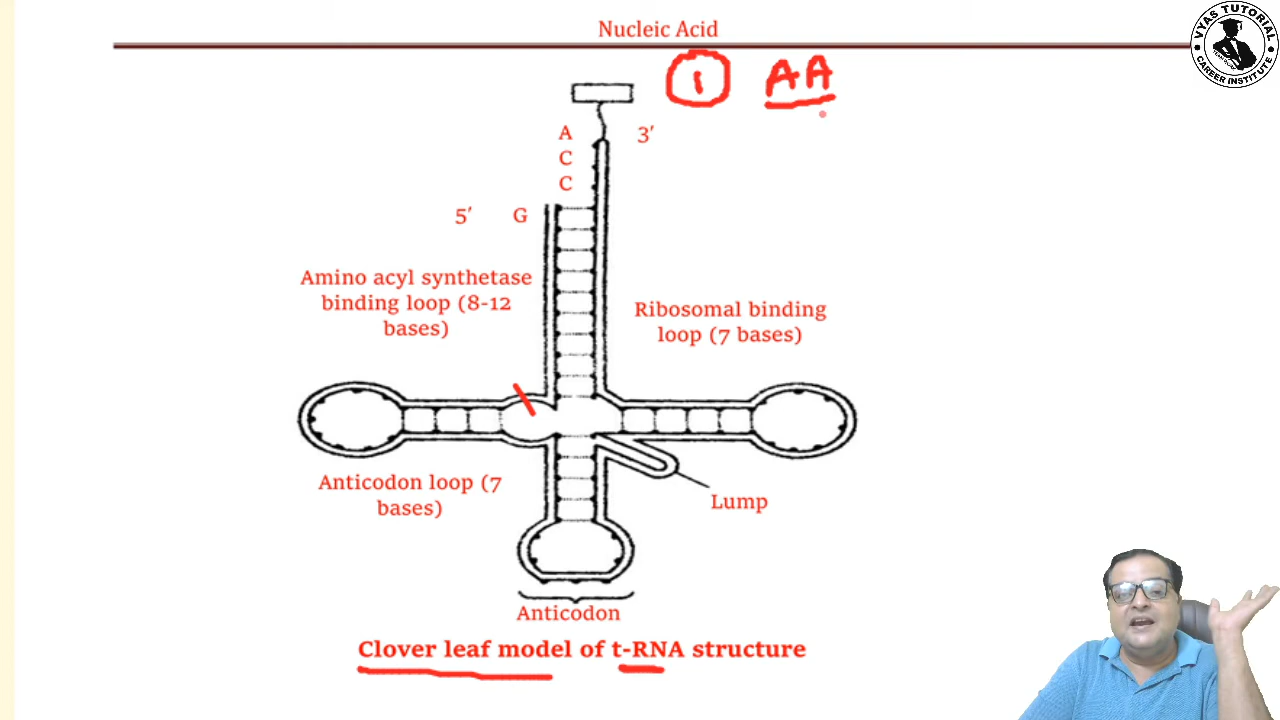 Nucleic Acid
VYAS TUTORIAL
CAREER INSTITUTE
1 AA
A 3′
C
C
5′ G
Amino acyl synthetase
binding loop (8-12
bases)
Ribosomal binding
loop (7 bases)
Anticodon loop (7
bases)
Lump
Anticodon
Clover leaf model of t-RNA structure